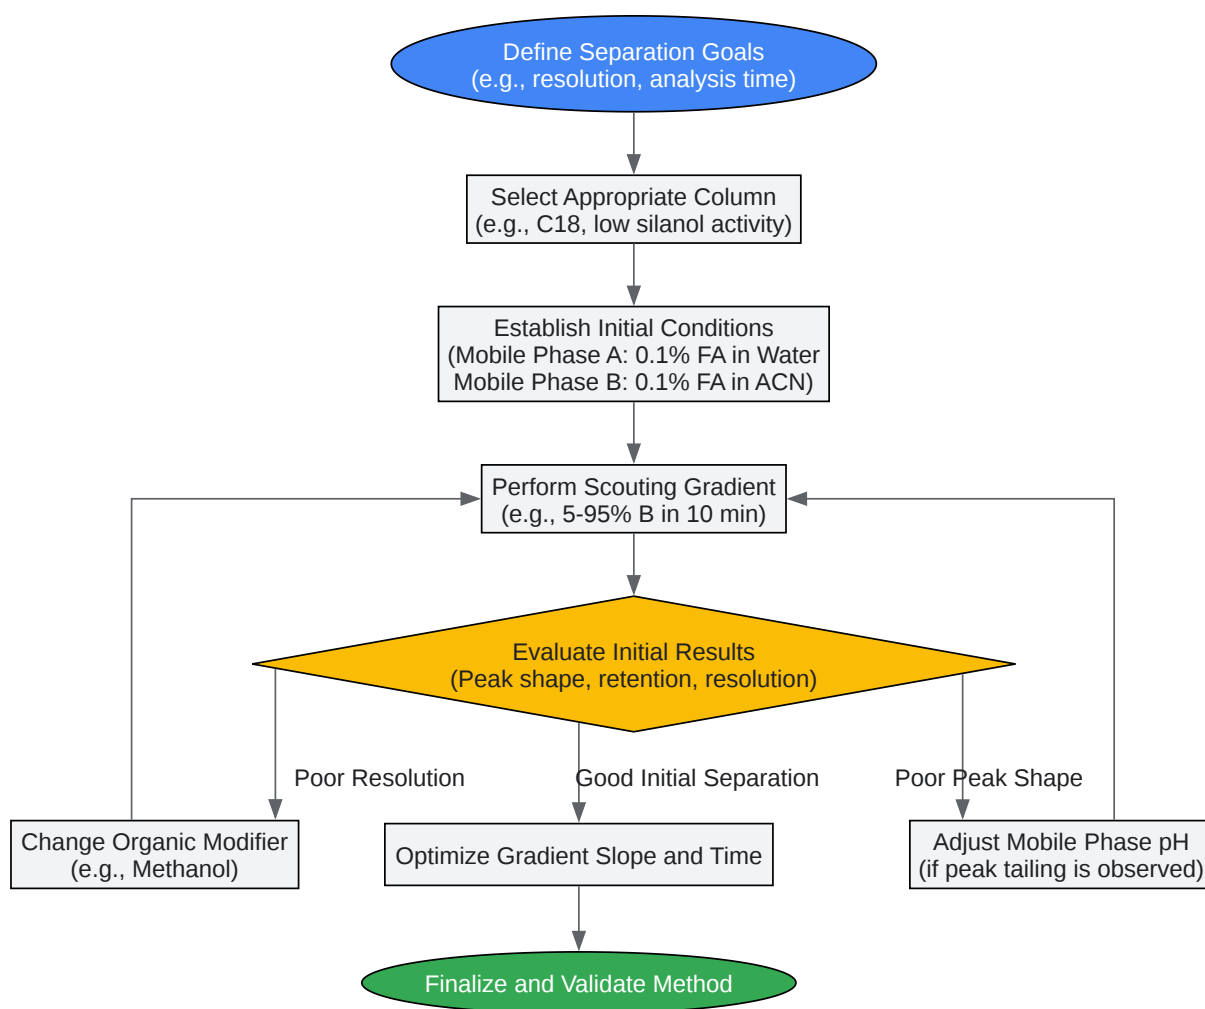 Define Separation Goals
(e.g., resolution, analysis time)
Select Appropriate Column
(e.g., C18, low silanol activity)
Establish Initial Conditions
(Mobile Phase A: 0.1% FA in Water
Mobile Phase B: 0.1% FA in ACN)
Perform Scouting Gradient
(e.g., 5-95% B in 10 min)
Evaluate Initial Results
(Peak shape, retention, resolution)
Poor Resolution
Good Initial Separation
Poor Peak Shape
Change Organic Modifier
(e.g., Methanol)
Optimize Gradient Slope and Time
Adjust Mobile Phase pH
(if peak tailing is observed)
Finalize and Validate Method